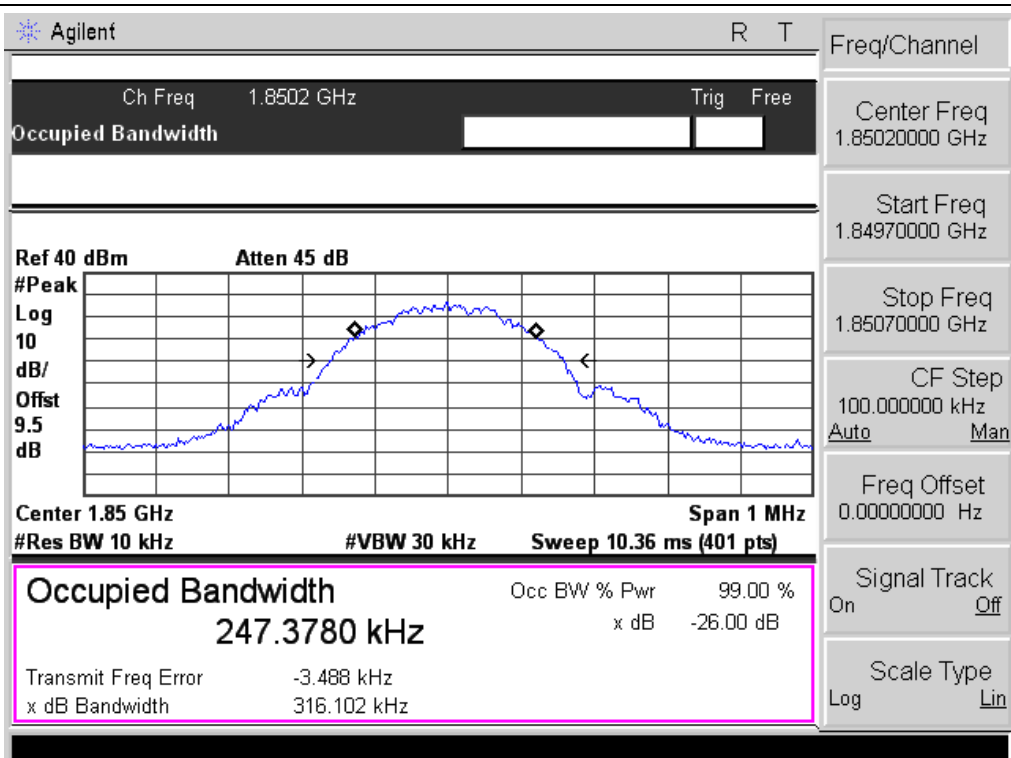 Agilent R T
Ch Freq 1.8502 GHz Trig Free
Occupied Bandwidth
Ref 40 dBm Atten 45 dB
#Peak
Log
10
dB/
Offst
9.5
dB
Center 1.85 GHz Span 1 MHz
#Res BW 10 kHz #VBW 30 kHz Sweep 10.36 ms (401 pts)
Occupied Bandwidth Occ BW % Pwr 99.00 %
247.3780 kHz x dB -26.00 dB
Transmit Freq Error -3.488 kHz
x dB Bandwidth 316.102 kHz
Freq/Channel
Center Freq
1.85020000 GHz
Start Freq
1.84970000 GHz
Stop Freq
1.85070000 GHz
CF Step
100.000000 kHz
Auto Man
Freq Offset
0.00000000 Hz
Signal Track
On Off
Scale Type
Log Lin